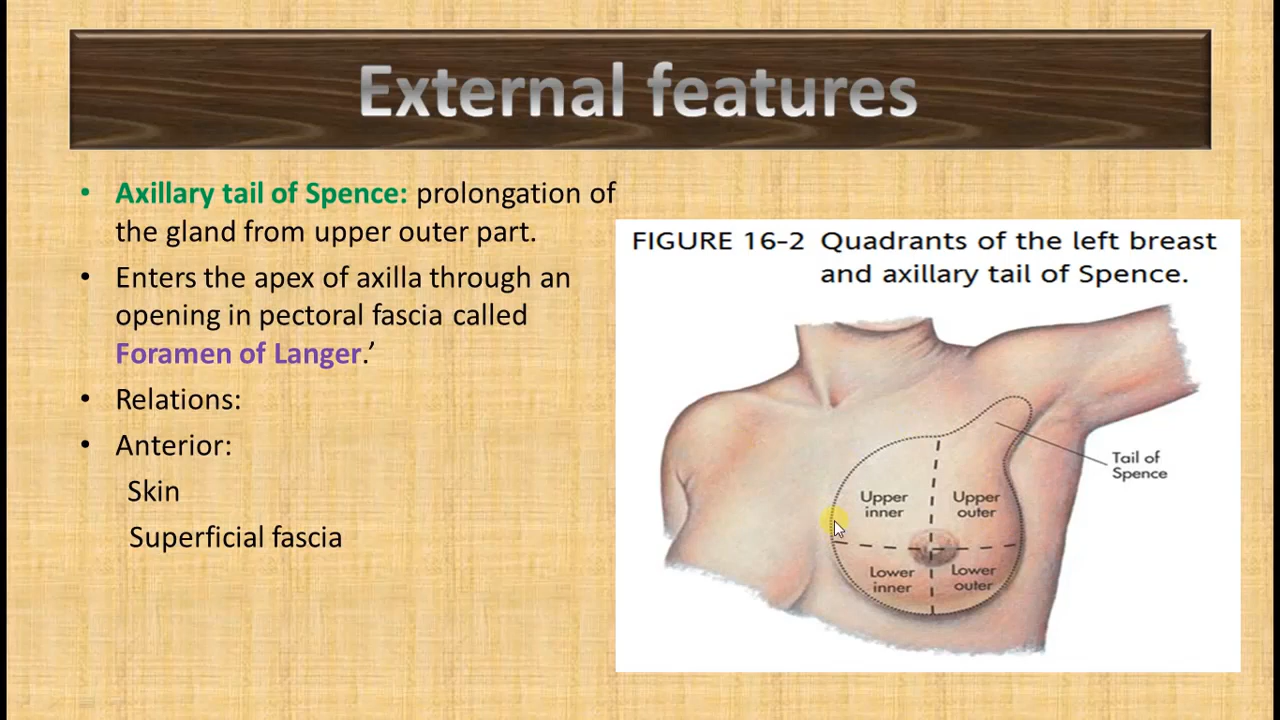 External features
• Axillary tail of Spence: prolongation of
the gland from upper outer part.
• Enters the apex of axilla through an
opening in pectoral fascia called
Foramen of Langer.’
• Relations:
• Anterior:
Skin
Superficial fascia
FIGURE 16-2 Quadrants of the left breast
and axillary tail of Spence.
Tail of
Spence
Upper
inner
Upper
outer
Lower
inner
Lower
outer